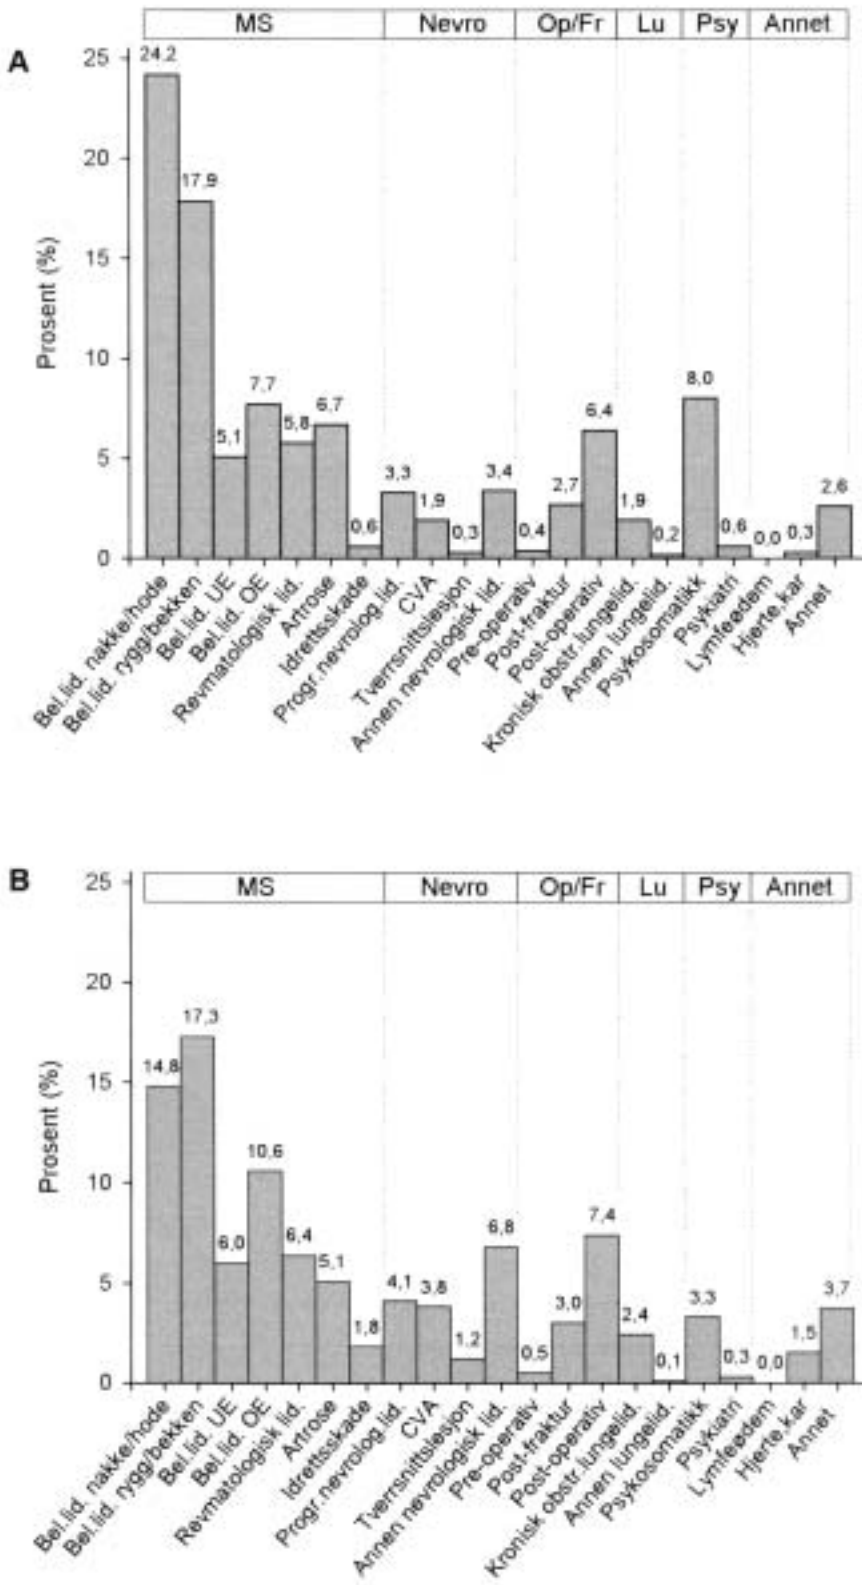 MS Nevro Op/Fr Lu Psy Annet
A
25
20
15
10
5
0
Prosent (%)
24,2
17,9
5,1
7,7
5,8
6,7
0,6
3,3
1,9
0,3
3,4
0,4
2,7
6,4
1,9
0,2
8,0
0,6
0,0
0,3
2,6
Bel.lid. nakke/hode
Bel.lid. rygg/bekken
Bel.lid. UE
Bel.lid. OE
Revmatologisk lid.
Artrose
Idrettsskade
Progr.nevrolog.lid.
CVA
Tverrsnittslesjon
Annen nevrologisk lid.
Pre-operativ
Post-fraktur
Post-operativ
Kronisk obstr.lungelid.
Annen lungelid.
Psykosomatikk
Psykiatri
Lymfeødem
Hjerte,kar
Annet
B
MS Nevro Op/Fr Lu Psy Annet
25
20
15
10
5
0
Prosent (%)
14,8
17,3
6,0
10,6
6,4
5,1
1,8
4,1
3,8
1,2
6,8
0,5
3,0
7,4
2,4
0,1
3,3
0,3
0,0
1,5
3,7
Bel.lid. nakke/hode
Bel.lid. rygg/bekken
Bel.lid. UE
Bel.lid. OE
Revmatologisk lid.
Artrose
Idrettsskade
Progr.nevrolog.lid.
CVA
Tverrsnittslesjon
Annen nevrologisk lid.
Pre-operativ
Post-fraktur
Post-operativ
Kronisk obstr.lungelid.
Annen lungelid.
Psykosomatikk
Psykiatri
Lymfeødem
Hjerte,kar
Annet